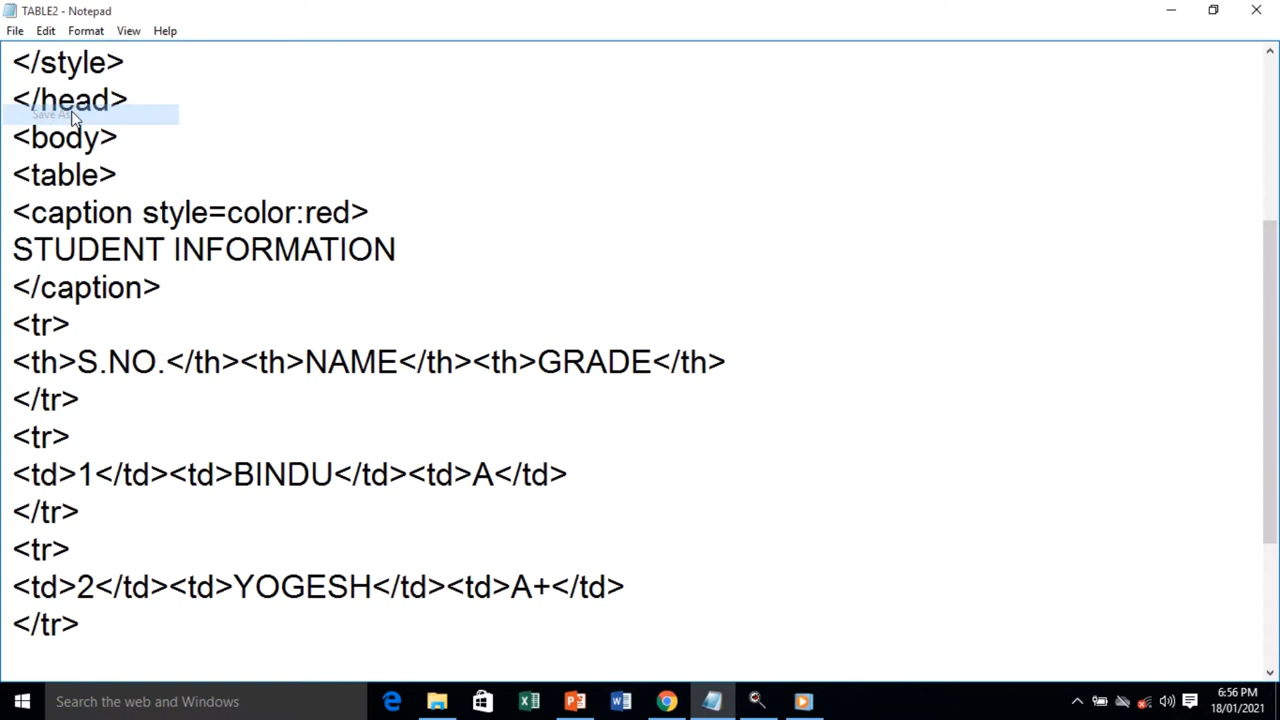 TABLE2 - Notepad
File Edit Format View Help
</style>
</head>
Save As
<body>
<table>
<caption style=color:red>
STUDENT INFORMATION
</caption>
<tr>
<th>S.NO.</th><th>NAME</th><th>GRADE</th>
</tr>
<tr>
<td>1</td><td>BINDU</td><td>A</td>
</tr>
<tr>
<td>2</td><td>YOGESH</td><td>A+</td>
</tr>
Search the web and Windows
6:56 PM
18/01/2021